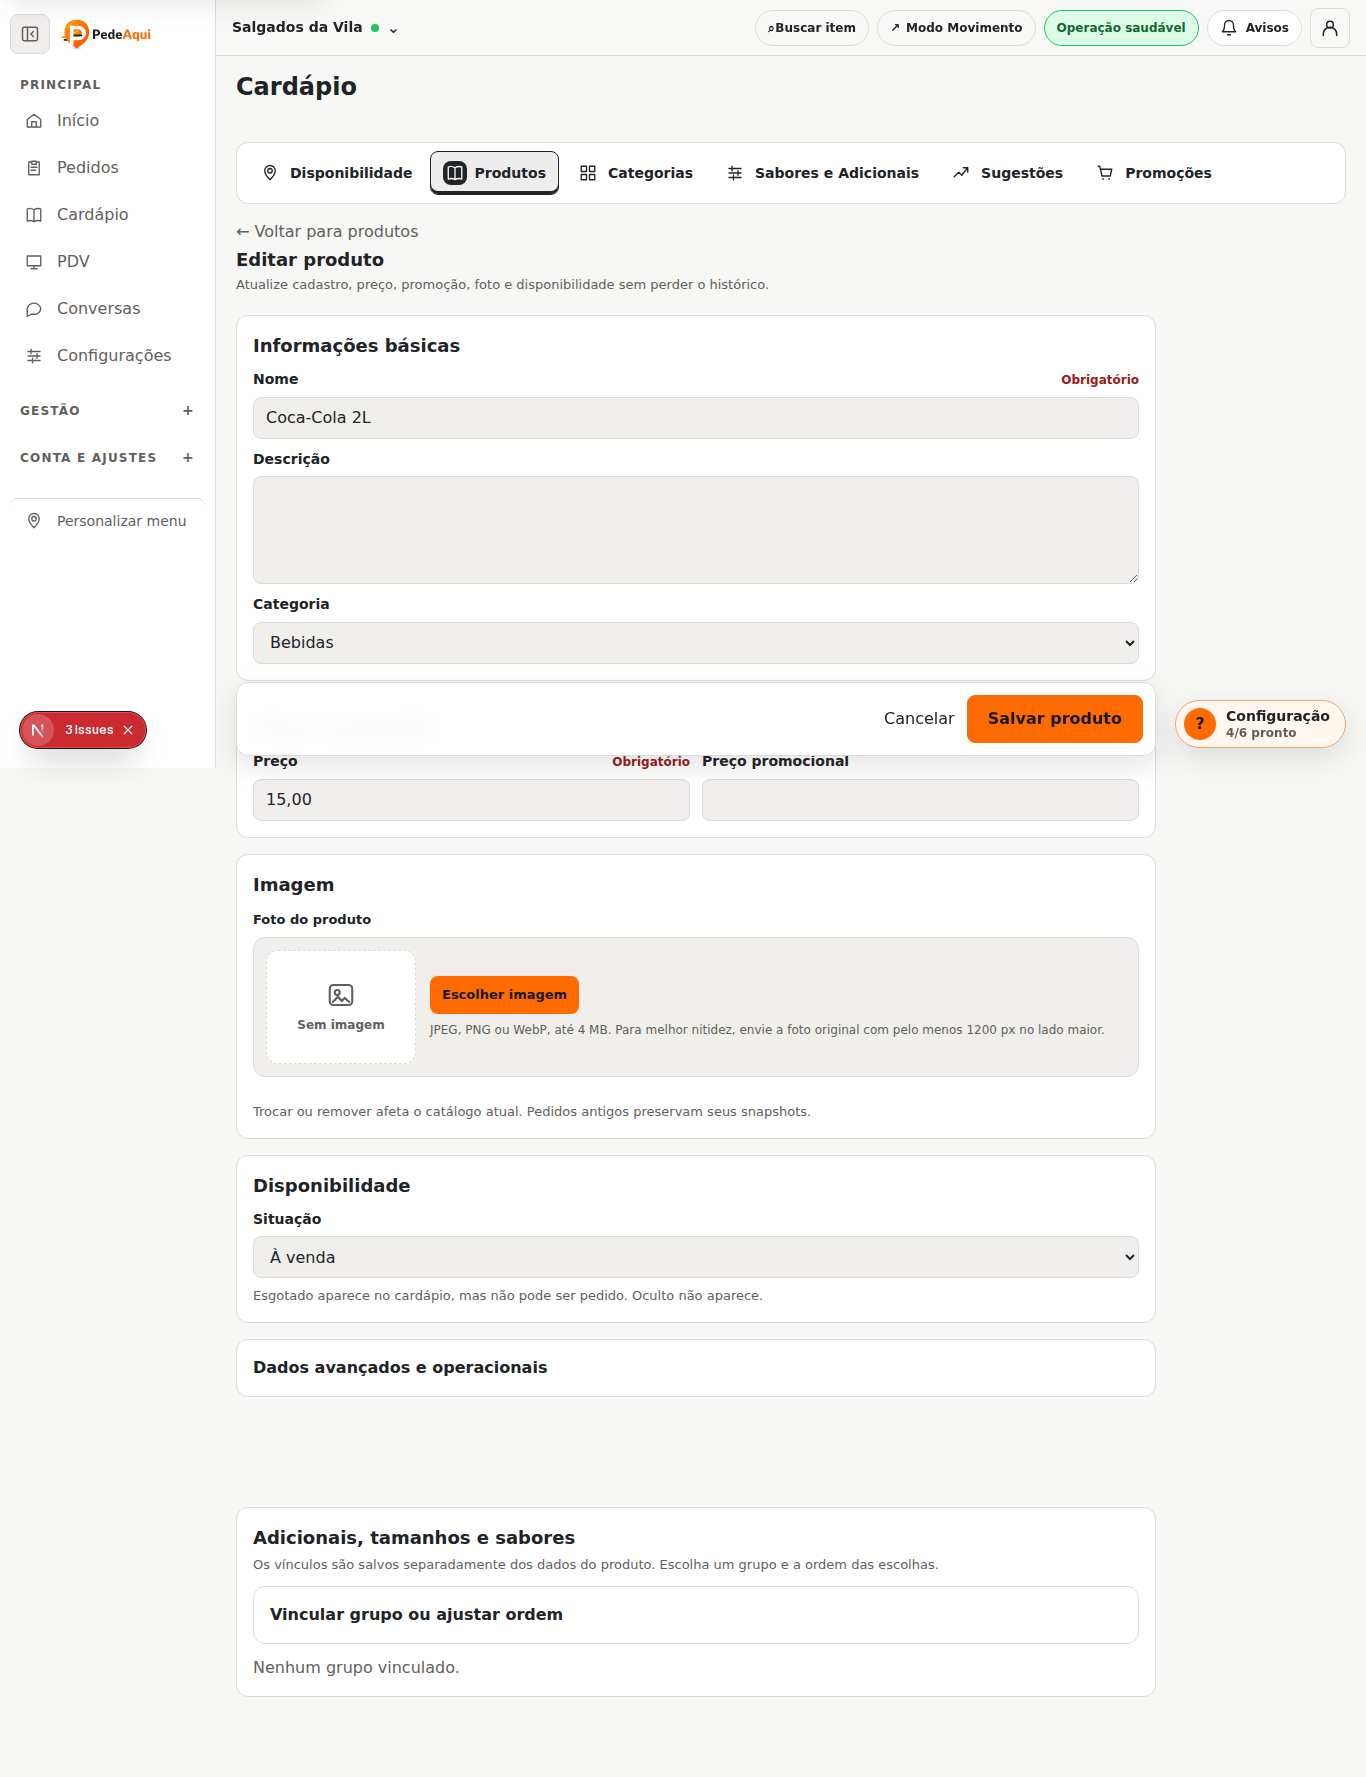 PedeAqui
PRINCIPAL
Início
Pedidos
Cardápio
PDV
Conversas
Configurações
GESTÃO +
CONTA E AJUSTES +
Personalizar menu
3 Issues
Salgados da Vila
Buscar item
↗ Modo Movimento
Operação saudável
Avisos
Cardápio
Disponibilidade
Produtos
Categorias
Sabores e Adicionais
Sugestões
Promoções
← Voltar para produtos
Editar produto
Atualize cadastro, preço, promoção, foto e disponibilidade sem perder o histórico.
Informações básicas
Nome Obrigatório
Coca-Cola 2L
Descrição
Categoria
Bebidas
Cancelar
Salvar produto
? Configuração
4/6 pronto
Preço Obrigatório Preço promocional
15,00
Imagem
Foto do produto
Sem imagem
Escolher imagem
JPEG, PNG ou WebP, até 4 MB. Para melhor nitidez, envie a foto original com pelo menos 1200 px no lado maior.
Trocar ou remover afeta o catálogo atual. Pedidos antigos preservam seus snapshots.
Disponibilidade
Situação
À venda
Esgotado aparece no cardápio, mas não pode ser pedido. Oculto não aparece.
Dados avançados e operacionais
Adicionais, tamanhos e sabores
Os vínculos são salvos separadamente dos dados do produto. Escolha um grupo e a ordem das escolhas.
Vincular grupo ou ajustar ordem
Nenhum grupo vinculado.